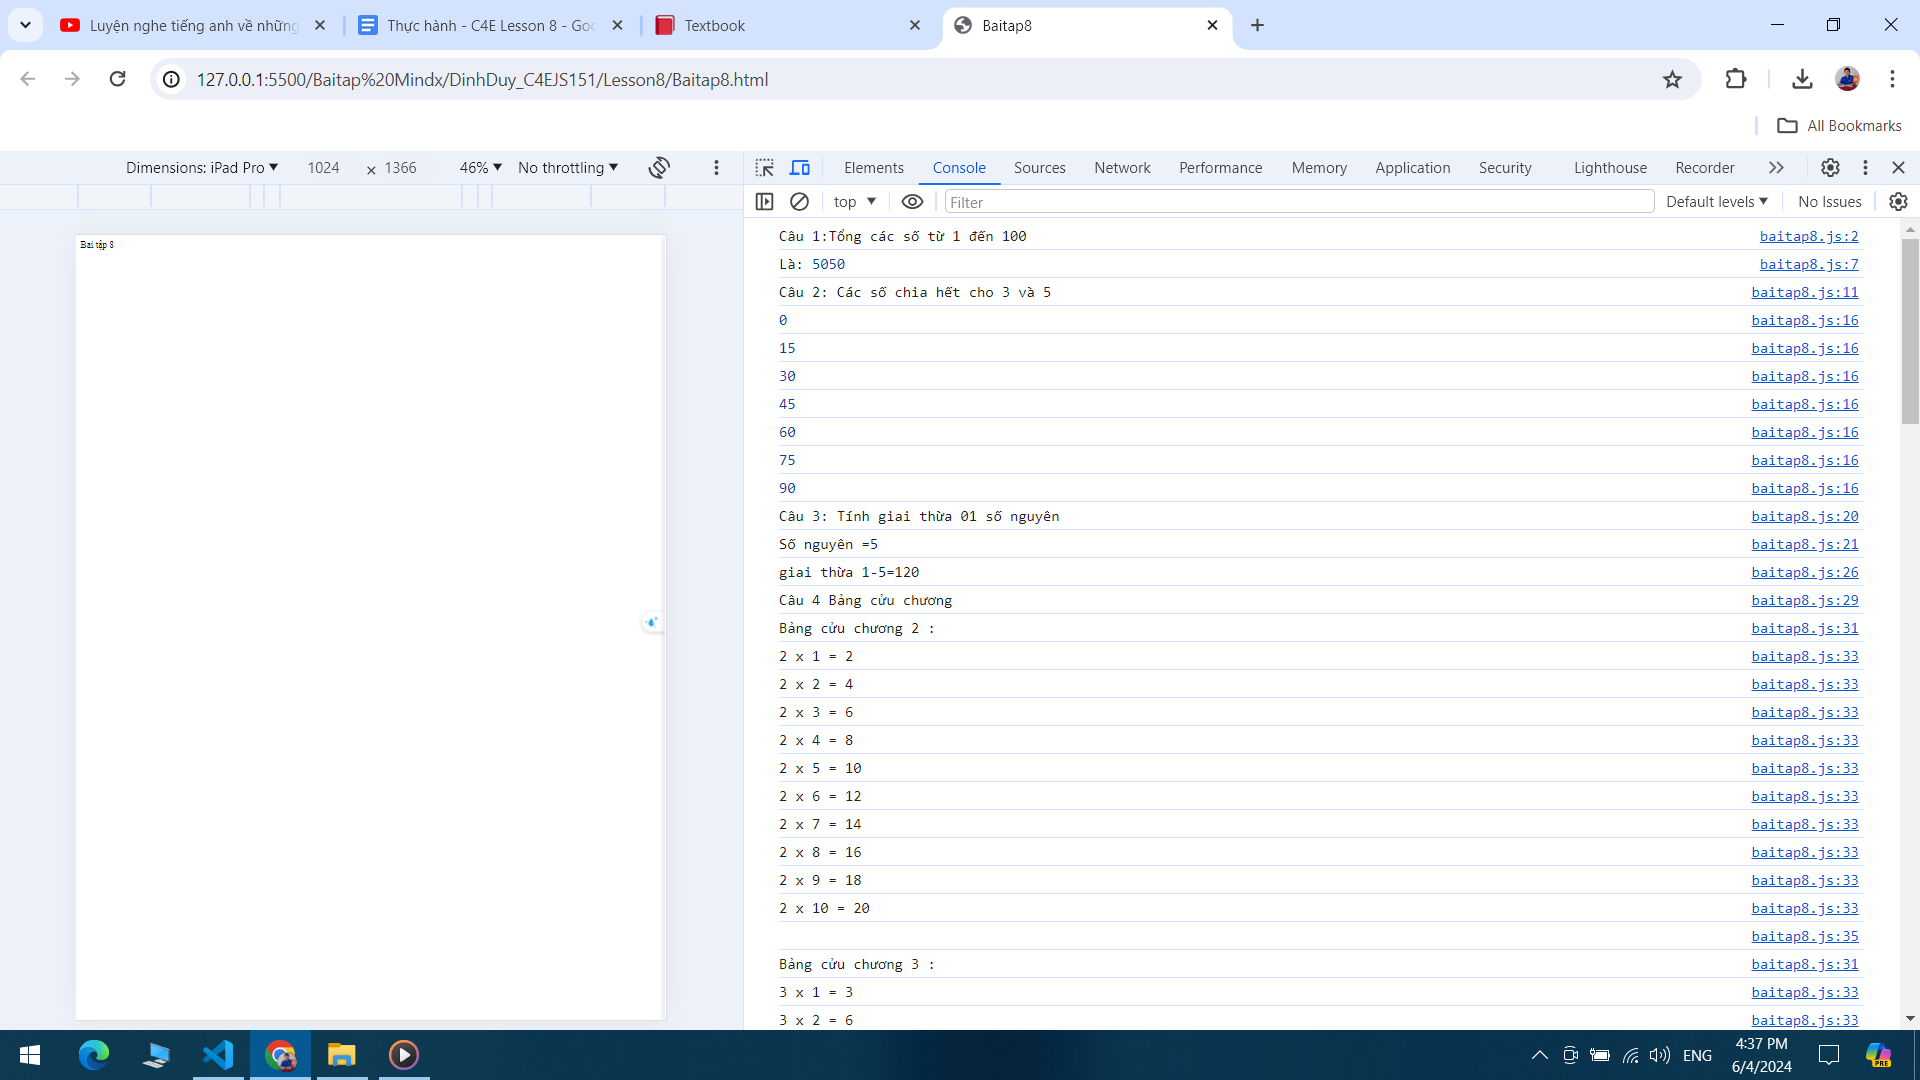 Luyện nghe tiếng anh về những
Thực hành - C4E Lesson 8 - Goo
Textbook
Baitap8
127.0.0.1:5500/Baitap%20Mindx/DinhDuy_C4EJS151/Lesson8/Baitap8.html
All Bookmarks
Dimensions: iPad Pro 1024 × 1366 46% No throttling
Elements Console Sources Network Performance Memory Application Security Lighthouse Recorder
top Filter Default levels No Issues
Bai tập 8
Câu 1:Tổng các số từ 1 đến 100 baitap8.js:2
Là: 5050 baitap8.js:7
Câu 2: Các số chia hết cho 3 và 5 baitap8.js:11
0 baitap8.js:16
15 baitap8.js:16
30 baitap8.js:16
45 baitap8.js:16
60 baitap8.js:16
75 baitap8.js:16
90 baitap8.js:16
Câu 3: Tính giai thừa 01 số nguyên baitap8.js:20
Số nguyên =5 baitap8.js:21
giai thừa 1-5=120 baitap8.js:26
Câu 4 Bảng cửu chương baitap8.js:29
Bảng cửu chương 2 : baitap8.js:31
2 x 1 = 2 baitap8.js:33
2 x 2 = 4 baitap8.js:33
2 x 3 = 6 baitap8.js:33
2 x 4 = 8 baitap8.js:33
2 x 5 = 10 baitap8.js:33
2 x 6 = 12 baitap8.js:33
2 x 7 = 14 baitap8.js:33
2 x 8 = 16 baitap8.js:33
2 x 9 = 18 baitap8.js:33
2 x 10 = 20 baitap8.js:33
baitap8.js:35
Bảng cửu chương 3 : baitap8.js:31
3 x 1 = 3 baitap8.js:33
3 x 2 = 6 baitap8.js:33
ENG
4:37 PM
6/4/2024
PRE